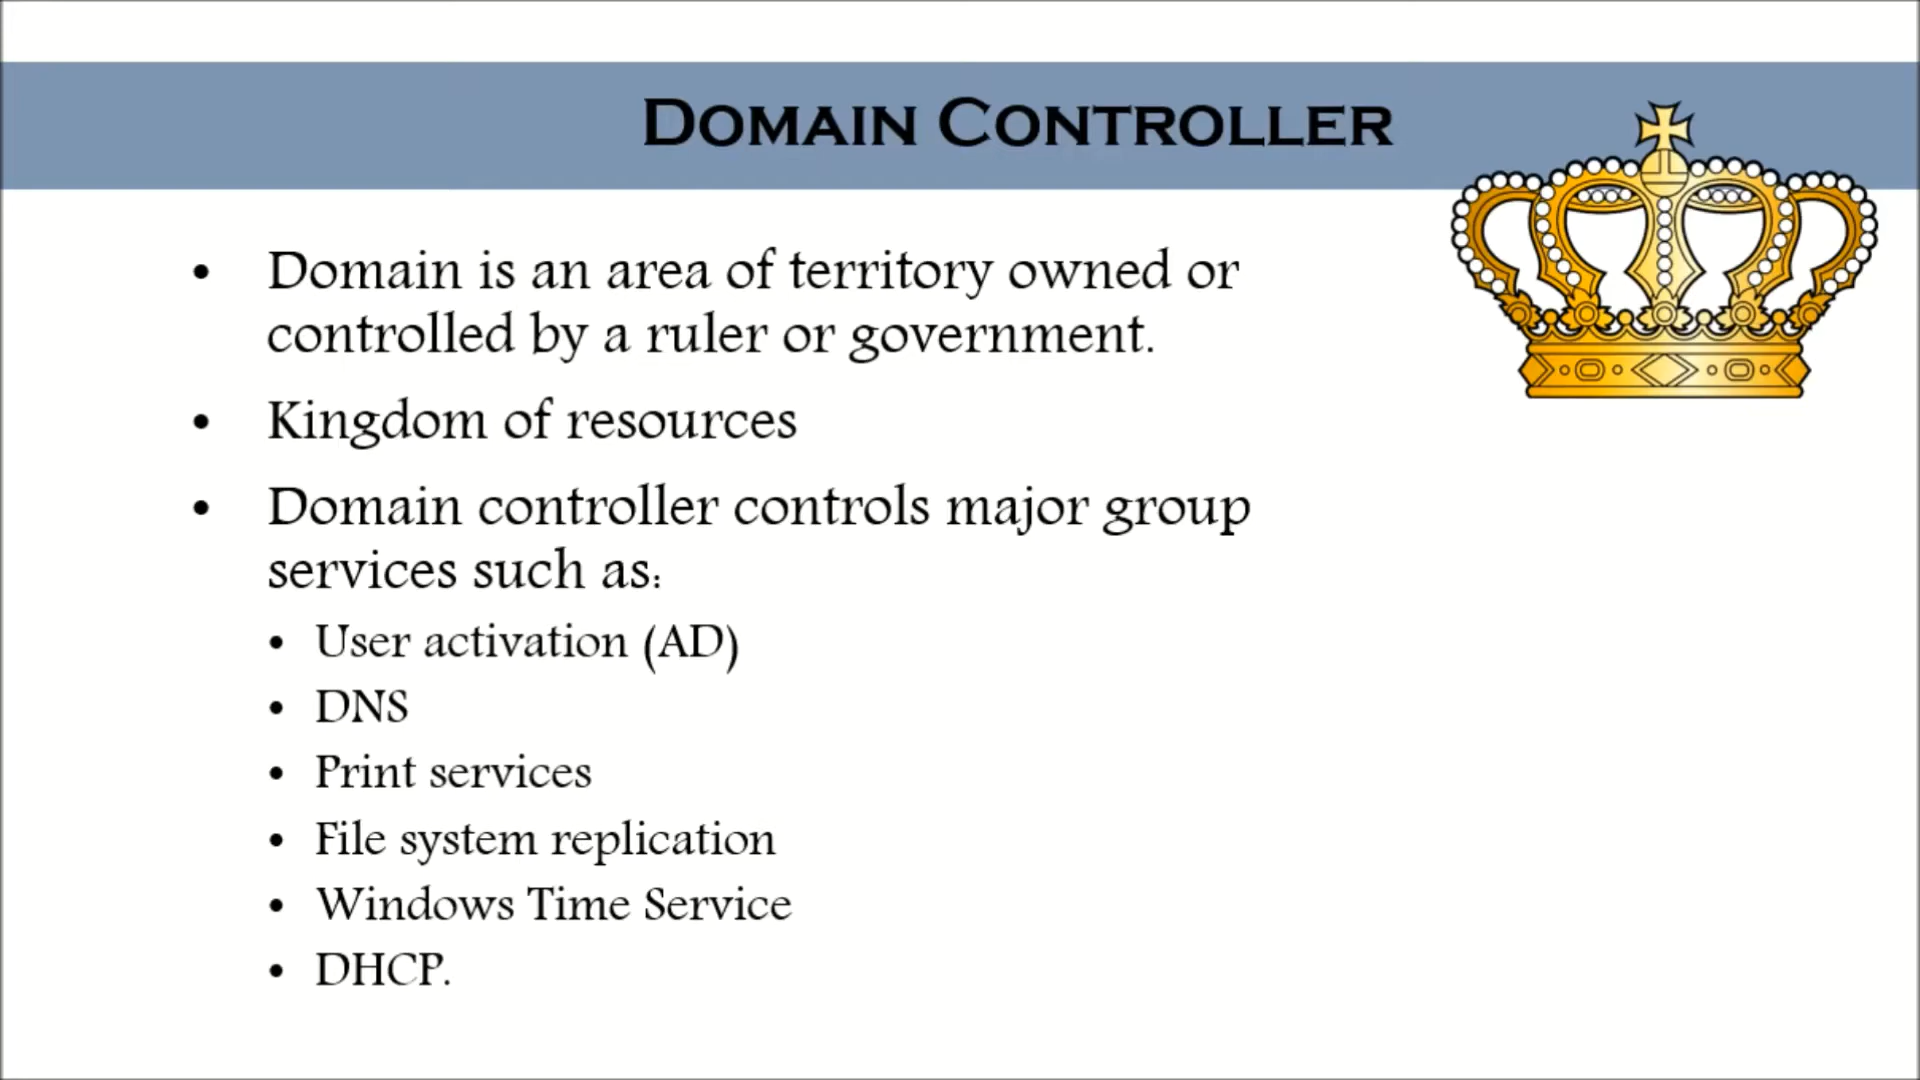 DOMAIN CONTROLLER
• Domain is an area of territory owned or
controlled by a ruler or government.
• Kingdom of resources
• Domain controller controls major group
services such as:
• User activation (AD)
• DNS
• Print services
• File system replication
• Windows Time Service
• DHCP.